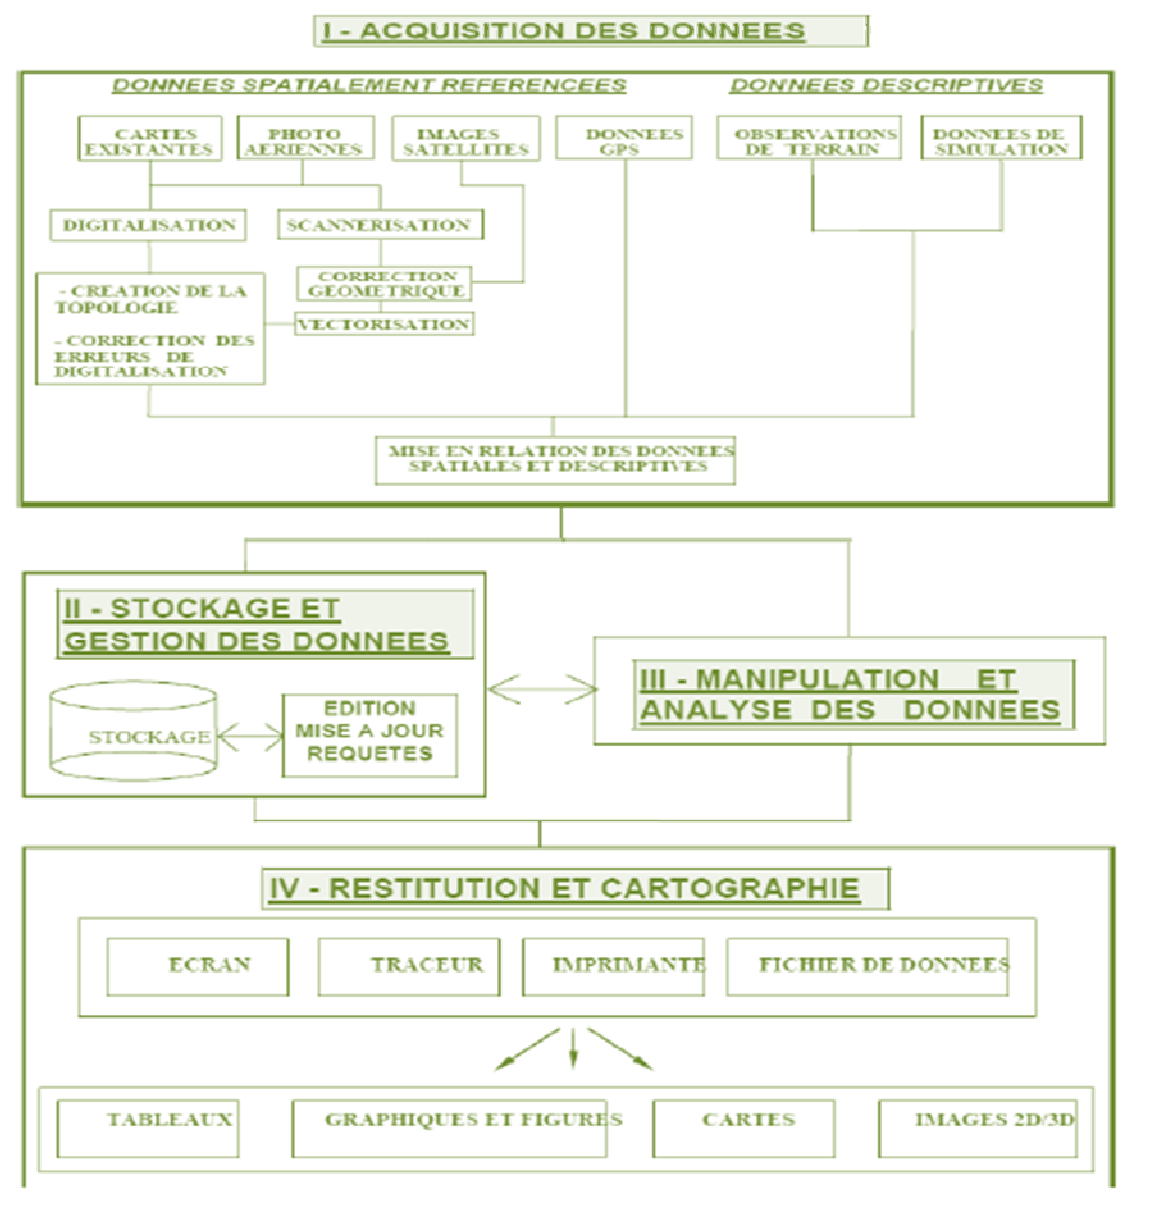 I - ACQUISITION DES DONNEES
DONNEES SPATIALEMENT REFERENCEES
DONNEES DESCRIPTIVES
CARTES
EXISTANTES
PHOTO
AERIENNES
IMAGES
SATELLITES
DONNEES
GPS
OBSERVATIONS
DE TERRAIN
DONNEES DE
SIMULATION
DIGITALISATION
SCANNERISATION
CORRECTION
GEOMETRIQUE
VECTORISATION
- CREATION DE LA
TOPOLOGIE
- CORRECTION DES
ERREURS DE
DIGITALISATION
MISE EN RELATION DES DONNEES
SPATIALES ET DESCRIPTIVES
II - STOCKAGE ET
GESTION DES DONNEES
STOCKAGE
EDITION
MISE A JOUR
REQUETES
III - MANIPULATION ET
ANALYSE DES DONNEES
IV - RESTITUTION ET CARTOGRAPHIE
ECRAN
TRACEUR
IMPRIMANTE
FICHIER DE DONNEES
TABLEAUX
GRAPHIQUES ET FIGURES
CARTES
IMAGES 2D/3D